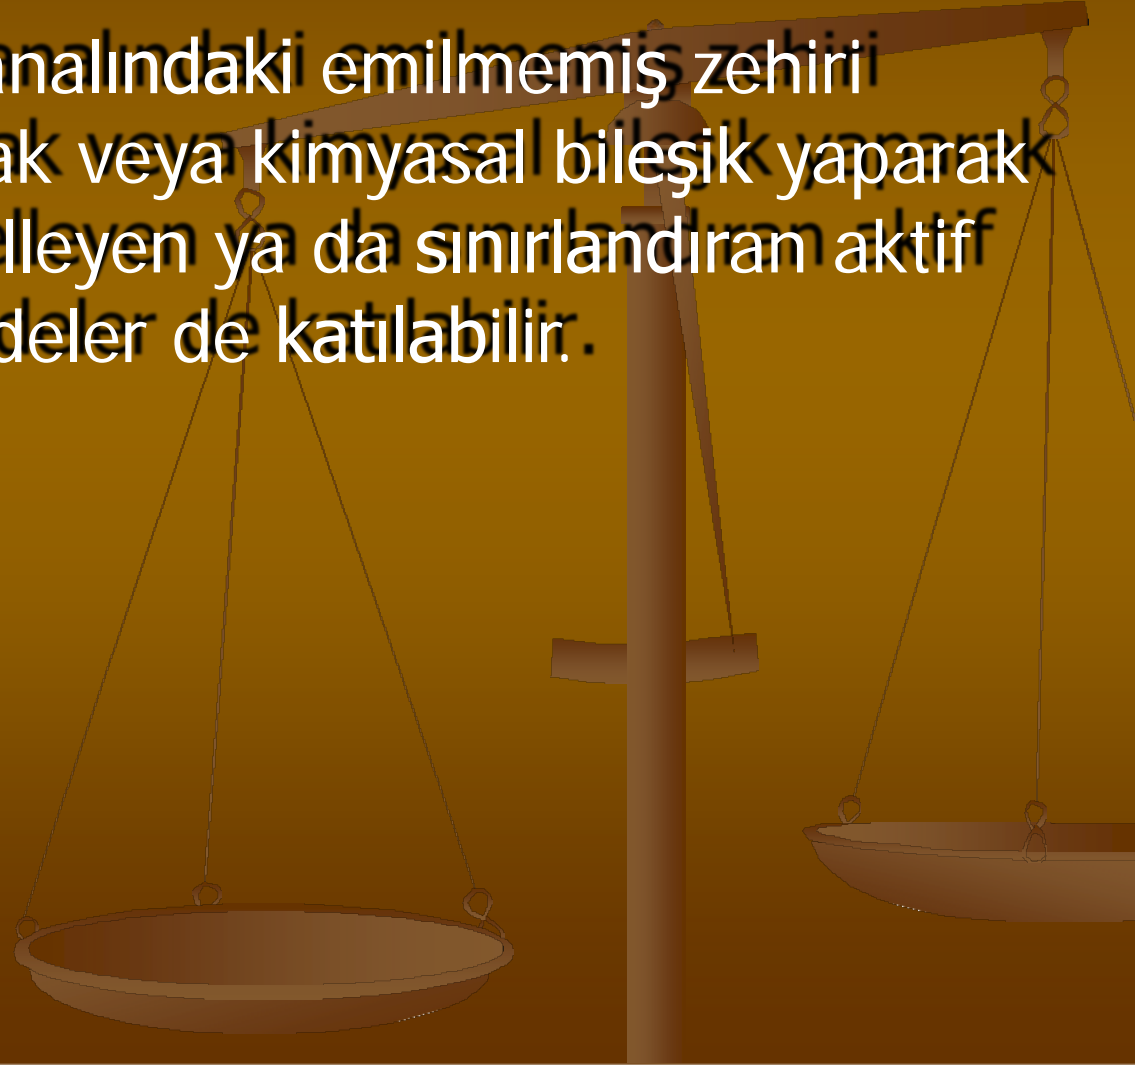 analındaki emilmemiş zehiri
ak veya kimyasal bileşik yaparak
lleyen ya da sınırlandıran aktif
deler de katılabilir.